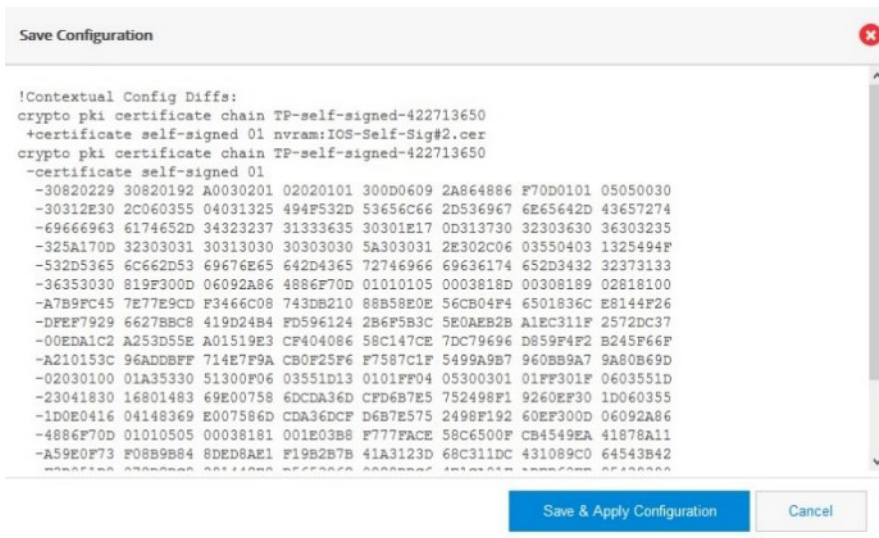 Save Configuration
!Contextual Config Diffs:
crypto pki certificate chain TP-self-signed-422713650
+certificate self-signed 01 nvram:IOS-Self-Sig#2.cer
crypto pki certificate chain TP-self-signed-422713650
-certificate self-signed 01
-30820229 30820192 A0030201 02020101 300D0609 2A864886 F70D0101 05050030
-30312E30 2C060355 04031325 494F532D 53656C66 2D536967 6E65642D 43657274
-69666963 6174652D 34323237 31333635 30301E17 0D313730 32303630 36303235
-325A170D 32303031 30313030 30303030 5A303031 2E302C06 03550403 1325494F
-532D5365 6C662D53 69676E65 642D4365 72746966 69636174 652D3432 32373133
-36353030 819F300D 06092A86 4886F70D 01010105 0003818D 00308189 02818100
-A7B9FC45 7E77E9CD F3466C08 743DB210 88B58E0E 56CB04F4 6501836C E8144F26
-DFEF7929 6627BBC8 419D24B4 FD596124 2B6F5B3C 5E0AEB2B A1EC311F 2572DC37
-00EDA1C2 A253D55E A01519E3 CF404086 58C147CE 7DC79696 D859F4F2 B245F66F
-A210153C 96ADDBFF 714E7F9A CB0F25F6 F7587C1F 5499A9B7 960BB9A7 9A80B69D
-02030100 01A35330 51300F06 03551D13 0101FF04 05300301 01FF301F 0603551D
-23041830 16801483 69E00758 6DCDA36D CFD6B7E5 752498F1 9260EF30 1D060355
-1D0E0416 04148369 E007586D CDA36DCF D6B7E575 2498F192 60EF300D 06092A86
-4886F70D 01010505 00038181 001E03B8 F777FACE 58C6500F CB4549EA 41878A11
-A59E0F73 F08B9B84 8DED8AE1 F19B2B7B 41A3123D 68C311DC 431089C0 64543B42
Save & Apply Configuration
Cancel